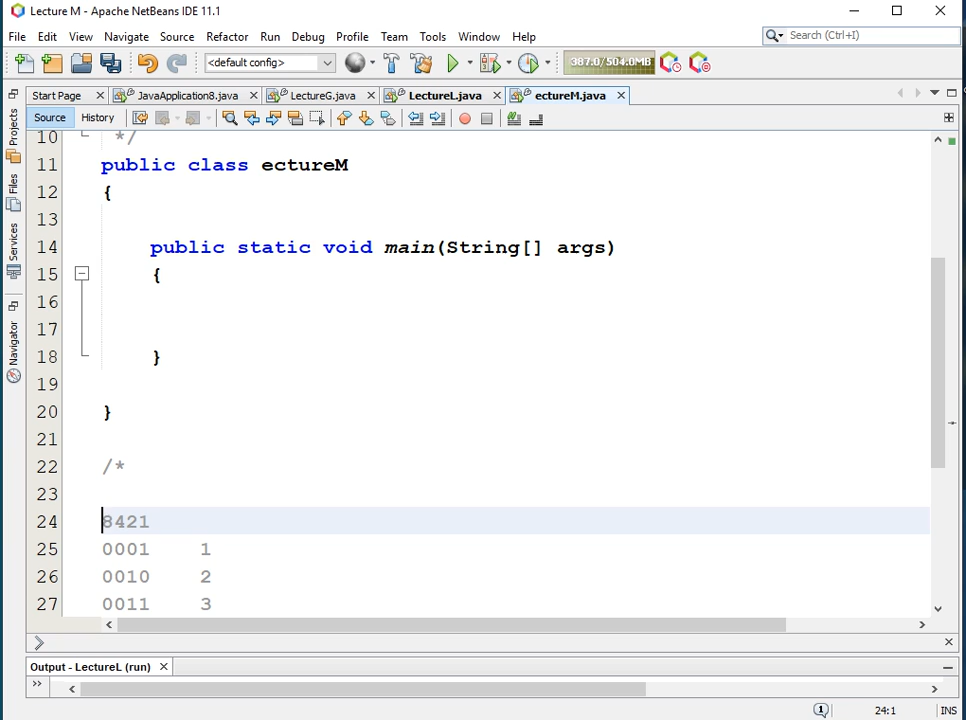 Lecture M - Apache NetBeans IDE 11.1
File Edit View Navigate Source Refactor Run Debug Profile Team Tools Window Help
Search (Ctrl+I)
<default config>
387.0/504.0MB
Start Page JavaApplication8.java LectureG.java LectureL.java ectureM.java
Source History
Projects
Files
Services
Navigator
10 */
11 public class ectureM
12 {
13
14 public static void main(String[] args)
15 {
16
17
18 }
19
20 }
21
22 /*
23
24 8421
25 0001 1
26 0010 2
27 0011 3
Output - LectureL (run)
24:1 INS